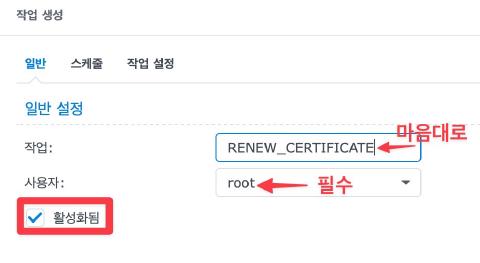 작업 생성
일반 스케줄 작업 설정
일반 설정
작업: RENEW_CERTIFICATE 마음대로
사용자: root 필수
활성화됨